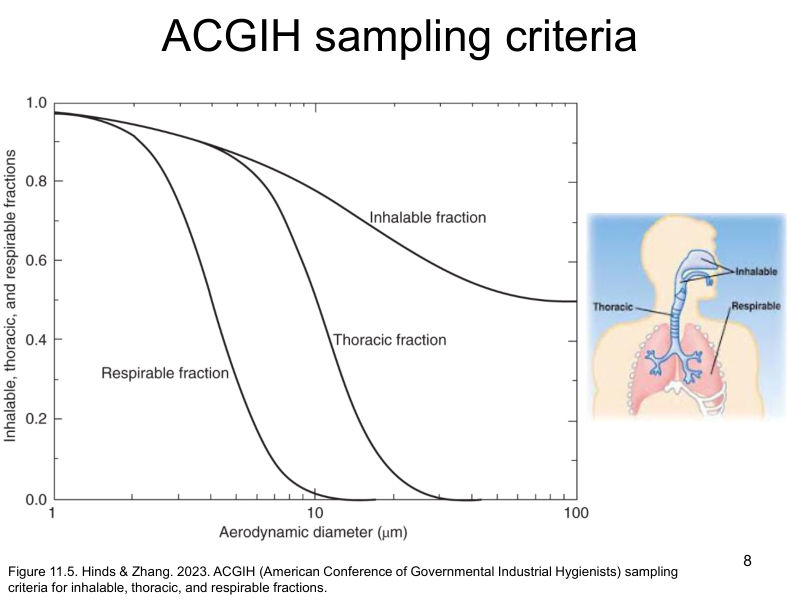 ACGIH sampling criteria
Inhalable, thoracic, and respirable fractions
1.0
0.8
0.6
0.4
0.2
0.0
Inhalable fraction
Thoracic fraction
Respirable fraction
1
10
100
Aerodynamic diameter (μm)
Inhalable
Thoracic
Respirable
8
Figure 11.5. Hinds & Zhang. 2023. ACGIH (American Conference of Governmental Industrial Hygienists) sampling
criteria for inhalable, thoracic, and respirable fractions.